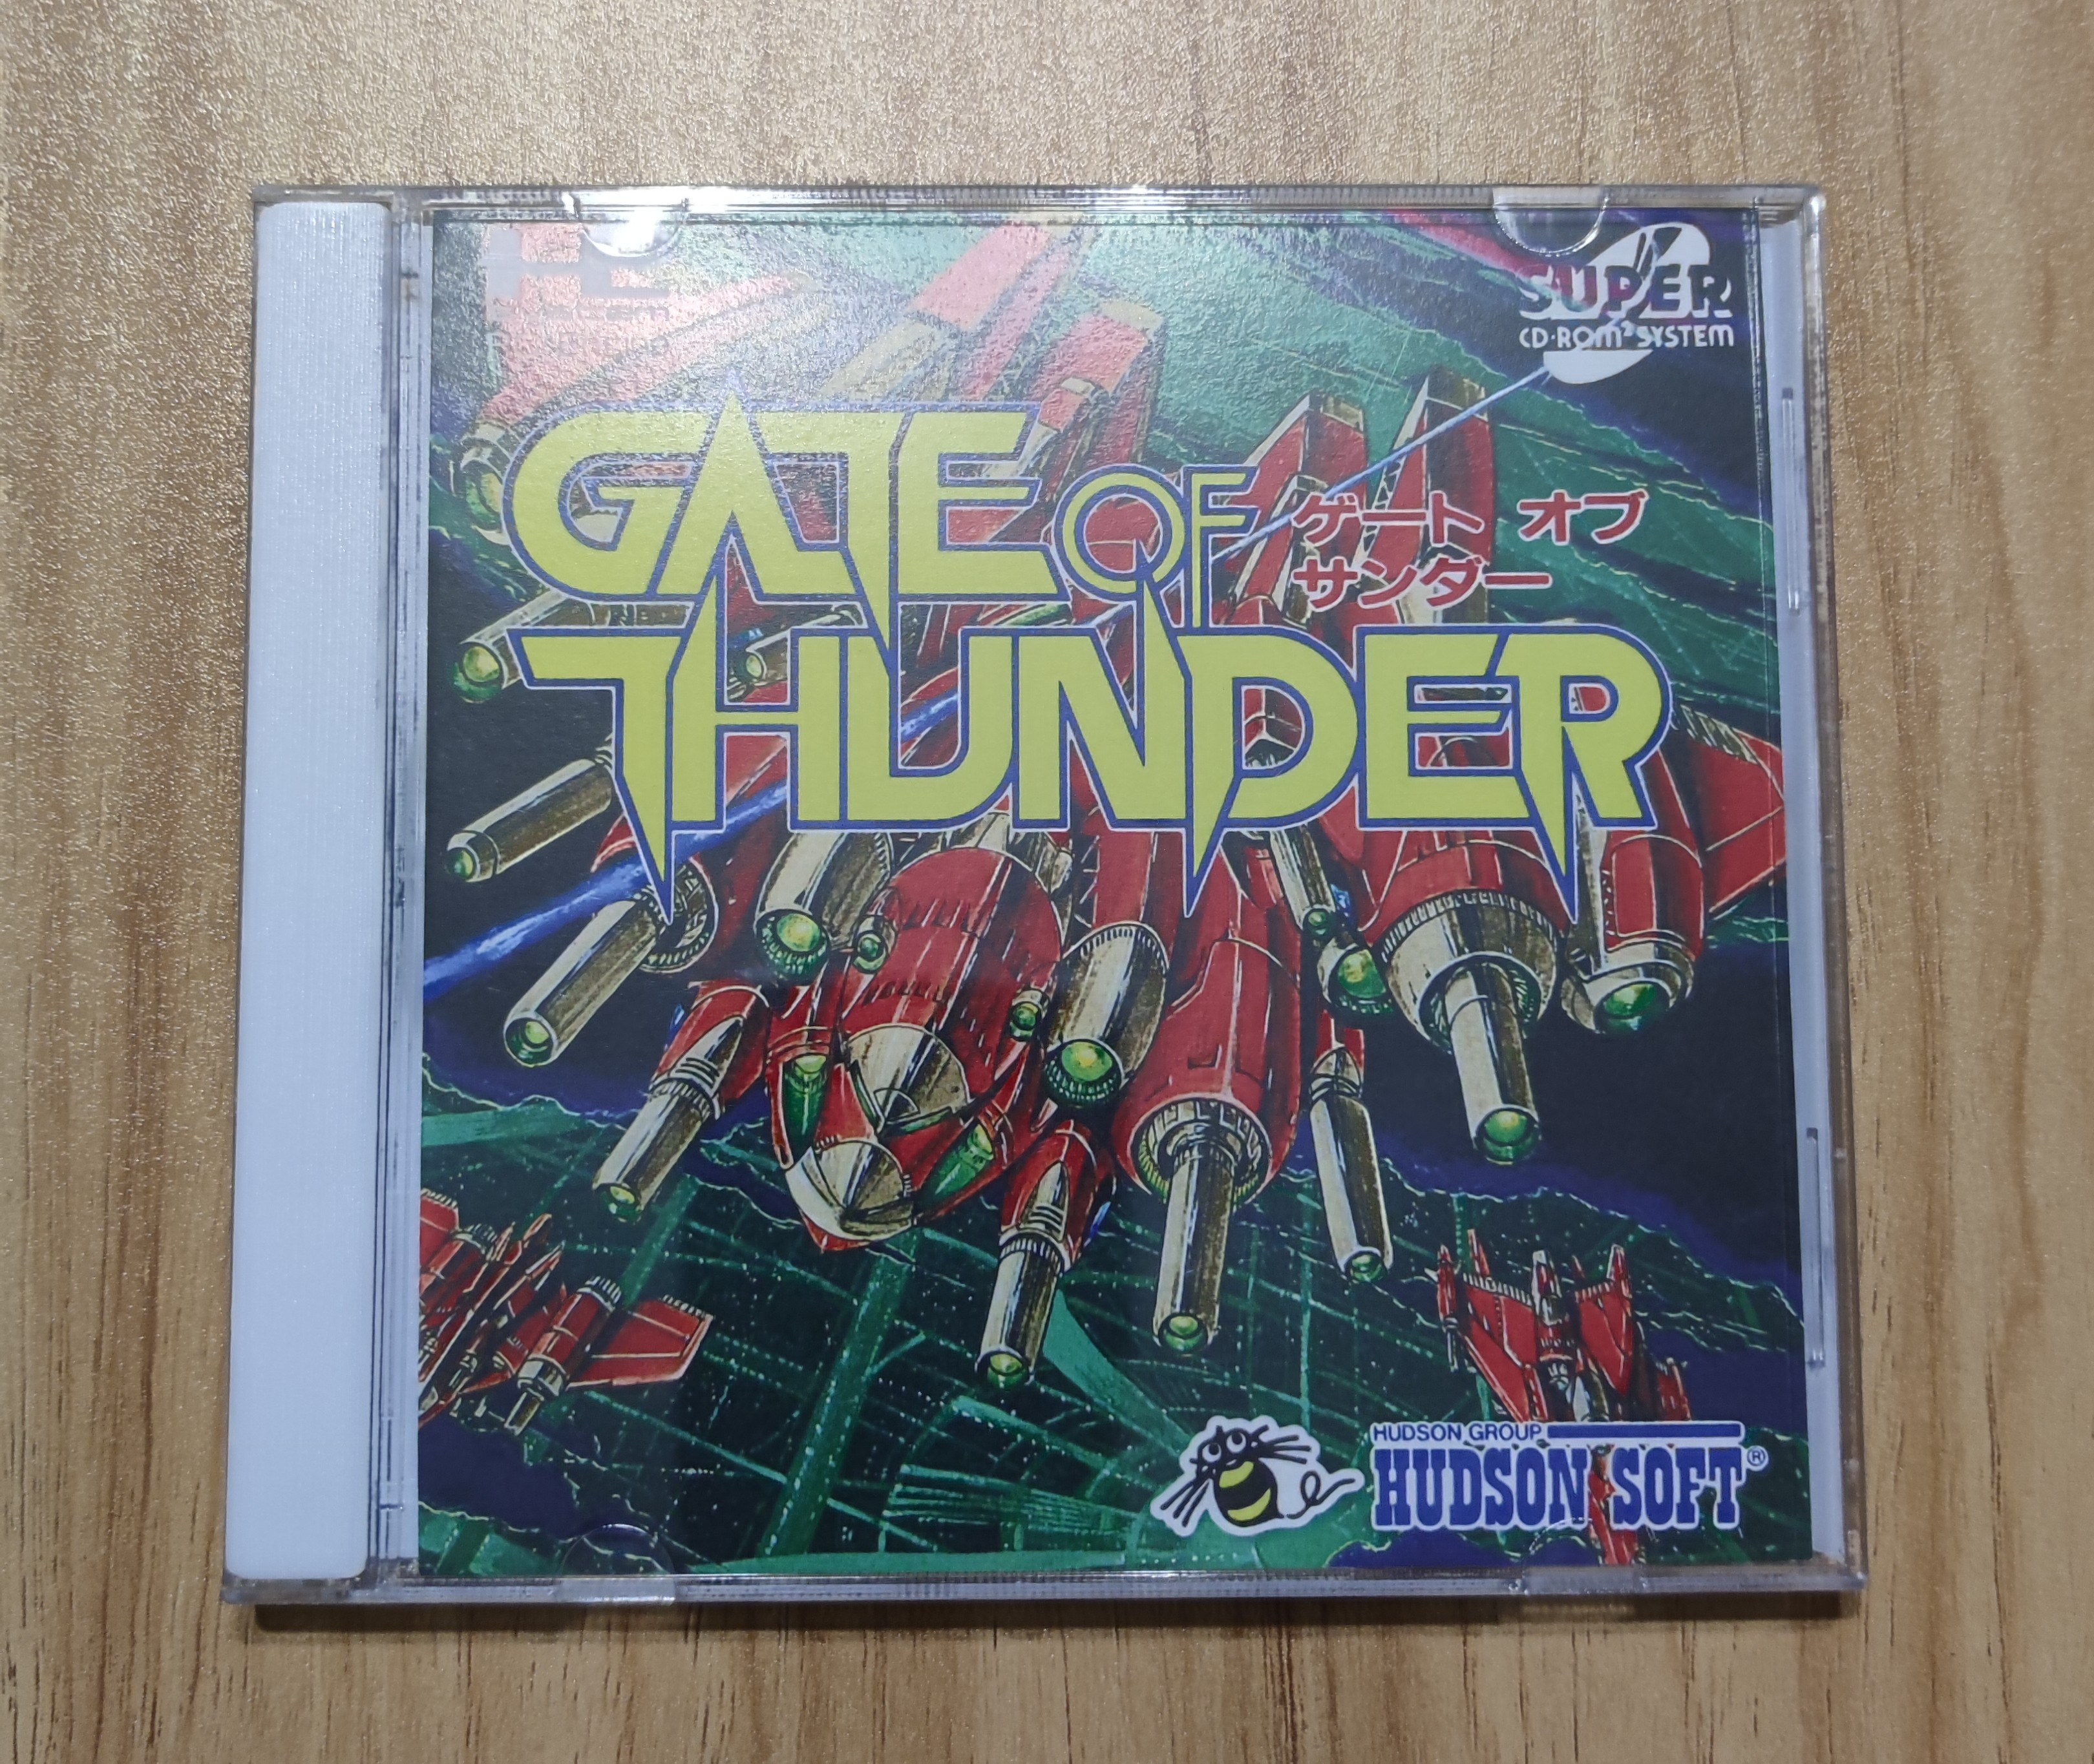 SUPER
CD-ROM² SYSTEM
GATE OF
ゲート オブ
サンダー
THUNDER
HUDSON GROUP
HUDSON SOFT®